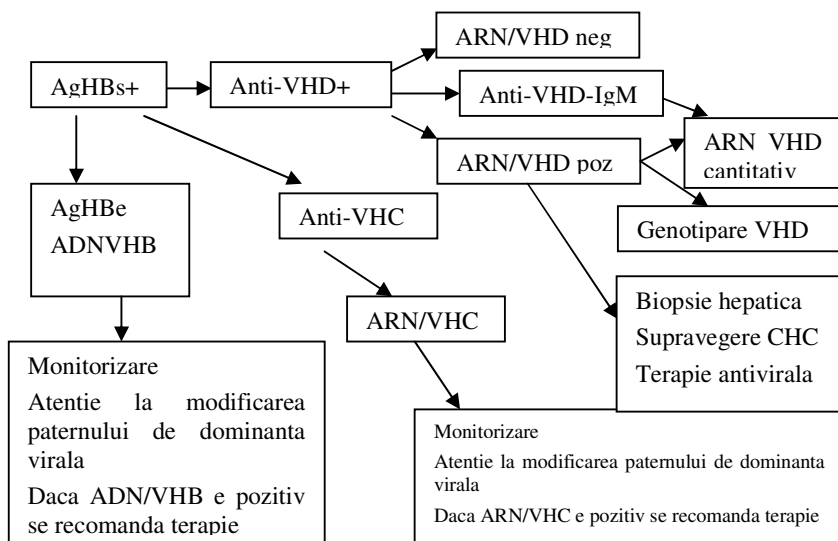 ARN/VHD neg
AgHBs+
Anti-VHD+
Anti-VHD-IgM
ARN VHD
cantitativ
ARN/VHD poz
AgHBe
ADNVHB
Anti-VHC
Genotipare VHD
ARN/VHC
Biopsie hepatica
Supravegere CHC
Terapie antivirala
Monitorizare
Atentie la modificarea
paternului de dominanta
virala
Daca ADN/VHB e pozitiv
se recomanda terapie
Monitorizare
Atentie la modificarea paternului de dominanta
virala
Daca ARN/VHC e pozitiv se recomanda terapie